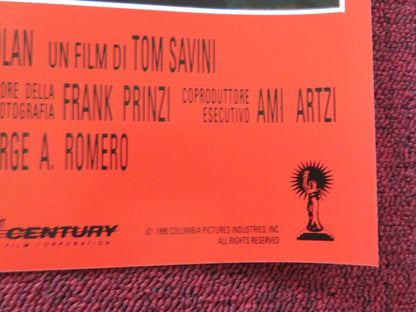 OLAN UN FILM DI TOM SAVINI
ORE DELLA
OTOGRAFIA FRANK PRINZI COPRODUTTORE
ESECUTIVO AMI ARTZI
RGE A. ROMERO
CENTURY
FILM CORPORATION
© 1990 COLUMBIA PICTURES INDUSTRIES, INC.
ALL RIGHTS RESERVED